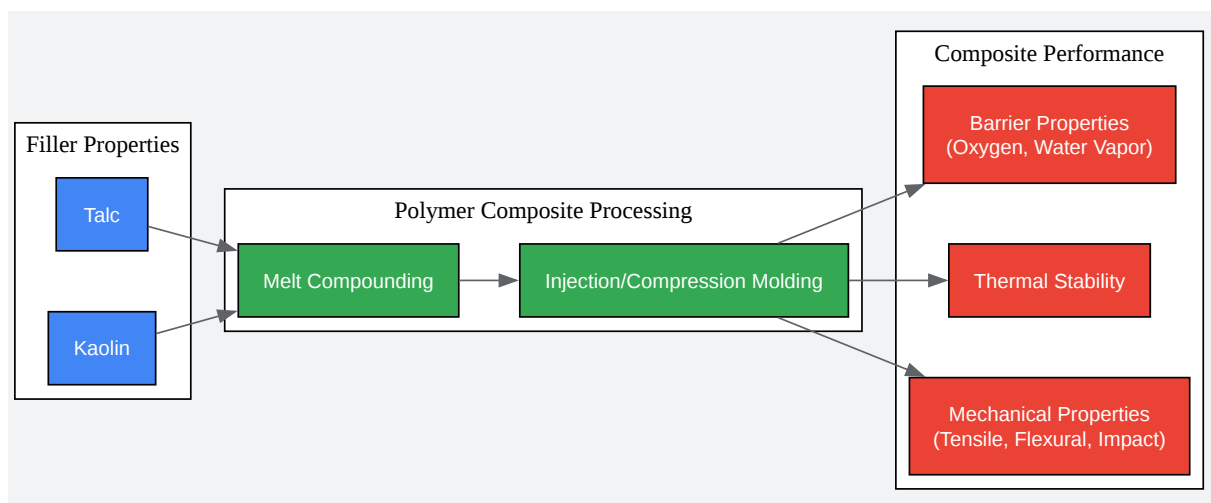 Filler Properties
Talc
Kaolin
Polymer Composite Processing
Melt Compounding
Injection/Compression Molding
Composite Performance
Barrier Properties
(Oxygen, Water Vapor)
Thermal Stability
Mechanical Properties
(Tensile, Flexural, Impact)